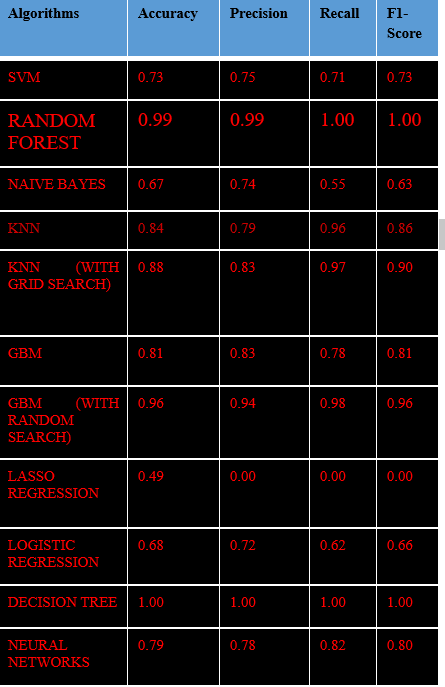 Algorithms Accuracy Precision Recall F1-
Score
SVM 0.73 0.75 0.71 0.73
RANDOM 0.99 0.99 1.00 1.00
FOREST
NAIVE BAYES 0.67 0.74 0.55 0.63
KNN 0.84 0.79 0.96 0.86
KNN (WITH 0.88 0.83 0.97 0.90
GRID SEARCH)
GBM 0.81 0.83 0.78 0.81
GBM (WITH 0.96 0.94 0.98 0.96
RANDOM
SEARCH)
LASSO 0.49 0.00 0.00 0.00
REGRESSION
LOGISTIC 0.68 0.72 0.62 0.66
REGRESSION
DECISION TREE 1.00 1.00 1.00 1.00
NEURAL 0.79 0.78 0.82 0.80
NETWORKS